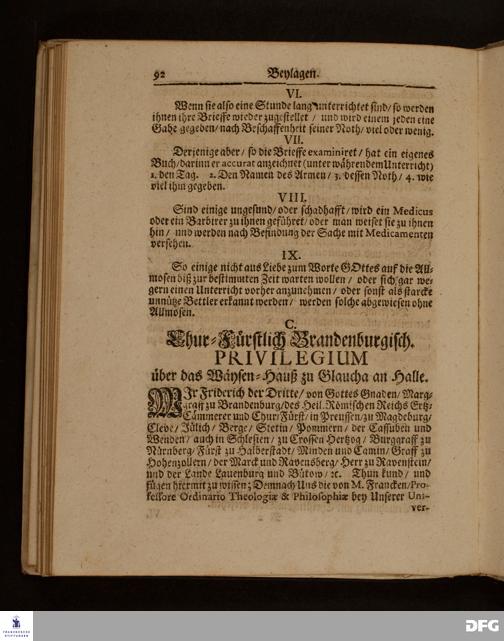 92 Beylagen.
VI.
Wenn sie also eine Stunde lang unterrichtet sind/ so werden
ihnen ihre Brieffe wieder zugestellet / und wird einem jeden eine
Gabe gegeben/ nach Beschaffenheit seiner Noth/ viel oder wenig.
VII.
Derjenige aber/ so die Brieffe examiniret/ hat ein eigenes
Buch/ darinn er accurat anzeichnet (unter währendem Unterricht)
1. den Tag. 2. Den Namen des Armen/ 3. dessen Noth/ 4. wie
viel ihm gegeben.
VIII.
Sind einige ungesund/ oder schadhafft/ wird ein Medicus
oder ein Barbirer zu ihnen geführet/ oder man weiset sie zu ihnen
hin/ und werden nach Befindung der Sache mit Medicamenten
versehen.
IX.
So einige nicht aus Liebe zum Worte GOttes auf die All-
mosen biß zur bestimmten Zeit warten wollen / oder sich gar we-
gern einen Unterricht vorher anzunehmen / oder sonst als starcke
unnütze Bettler erkannt werden/ werden solche abgewiesen ohne
Allmosen.
C.
Chur-Fürstlich Brandenburgisch.
PRIVILEGIUM
über das Wäysen-Hauß zu Glaucha an Halle.
WJr Friderich der Dritte/ von Gottes Gnaden/ Marg-
graff zu Brandenburg/ des Heil. Römischen Reichs Ertz-
Cämmerer und Chur-Fürst/ in Preussen/ zu Magdeburg/
Cleve/ Jülich/ Berge/ Stetin/ Pommern/ der Cassuben und
Wenden/ auch in Schlesien/ zu Crossen Hertzog/ Burggraff zu
Nürnberg/ Fürst zu Halberstadt/ Minden und Camin/ Graff zu
Hohenzollern/ der Marck und Ravensberg/ Herr zu Ravenstein/
und der Lande Lauenburg und Bütow/ ꝛc. Thun kund/ und
fügen hiermit zu wissen; Demnach Uns die von M. Francken/ Pro-
fessore Ordinario Theologiæ & Philosophiæ bey Unserer Uni-
ver-
FRANCKESCHE
STIFTUNGEN
DFG